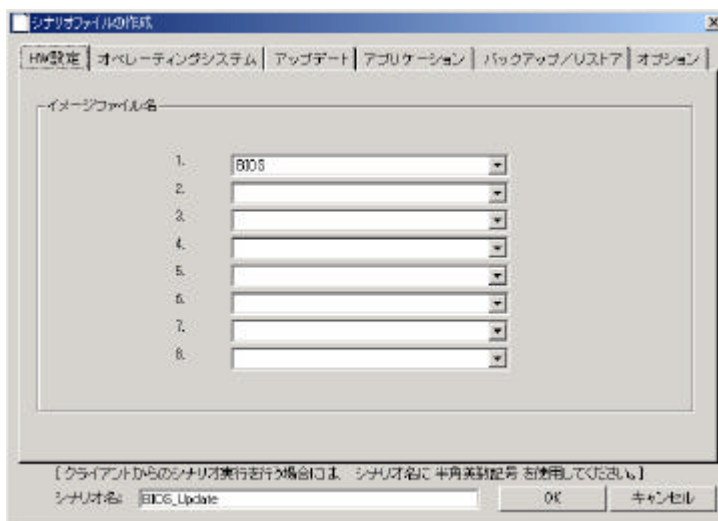 シナリオファイルの作成
HW設定 オペレーティングシステム アップデート アプリケーション バックアップ/リストア オプション
イメージファイル名
1. BIOS
2.
3.
4.
5.
6.
7.
8.
[ クライアントからのシナリオ実行を行う場合には、シナリオ名に 半角英数記号 を使用してください。]
シナリオ名: BIOS_Update OK キャンセル